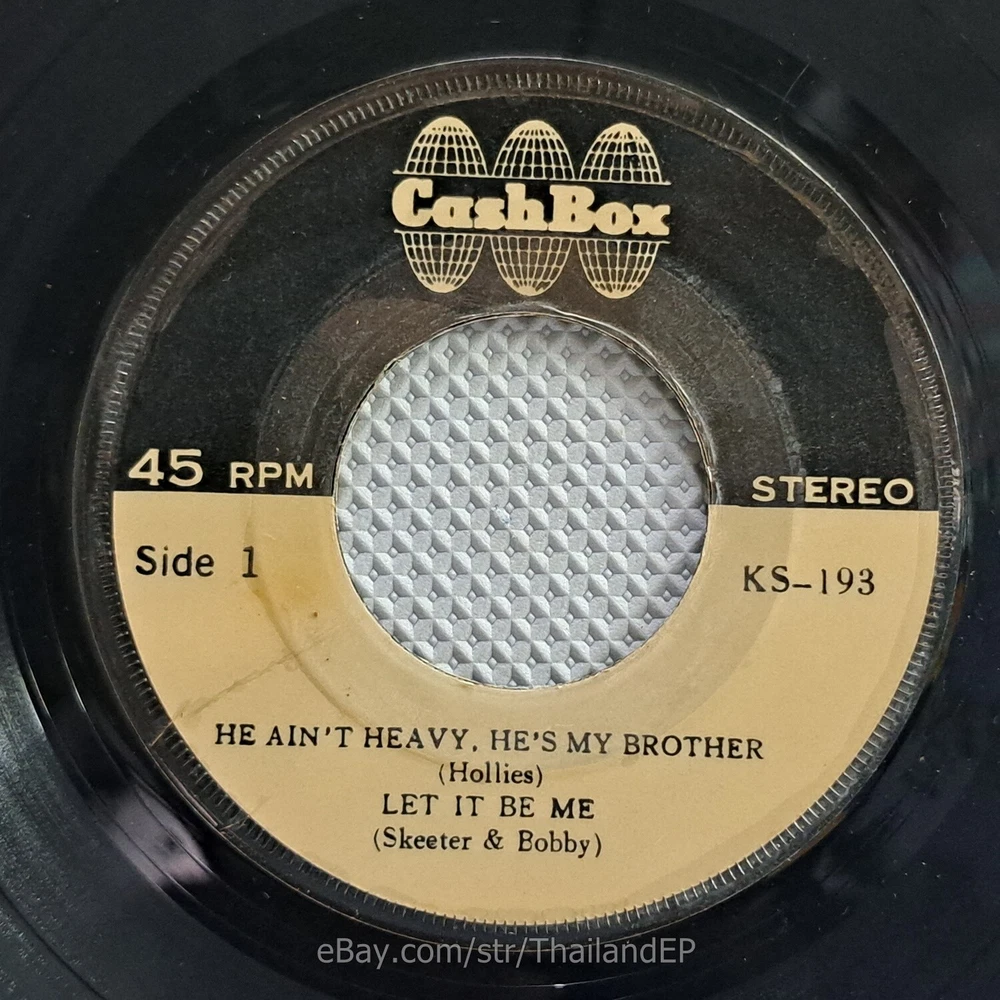 CashBox
45 RPM
STEREO
Side 1
KS-193
HE AIN'T HEAVY, HE'S MY BROTHER
(Hollies)
LET IT BE ME
(Skeeter & Bobby)
eBay.com/str/ThailandEP